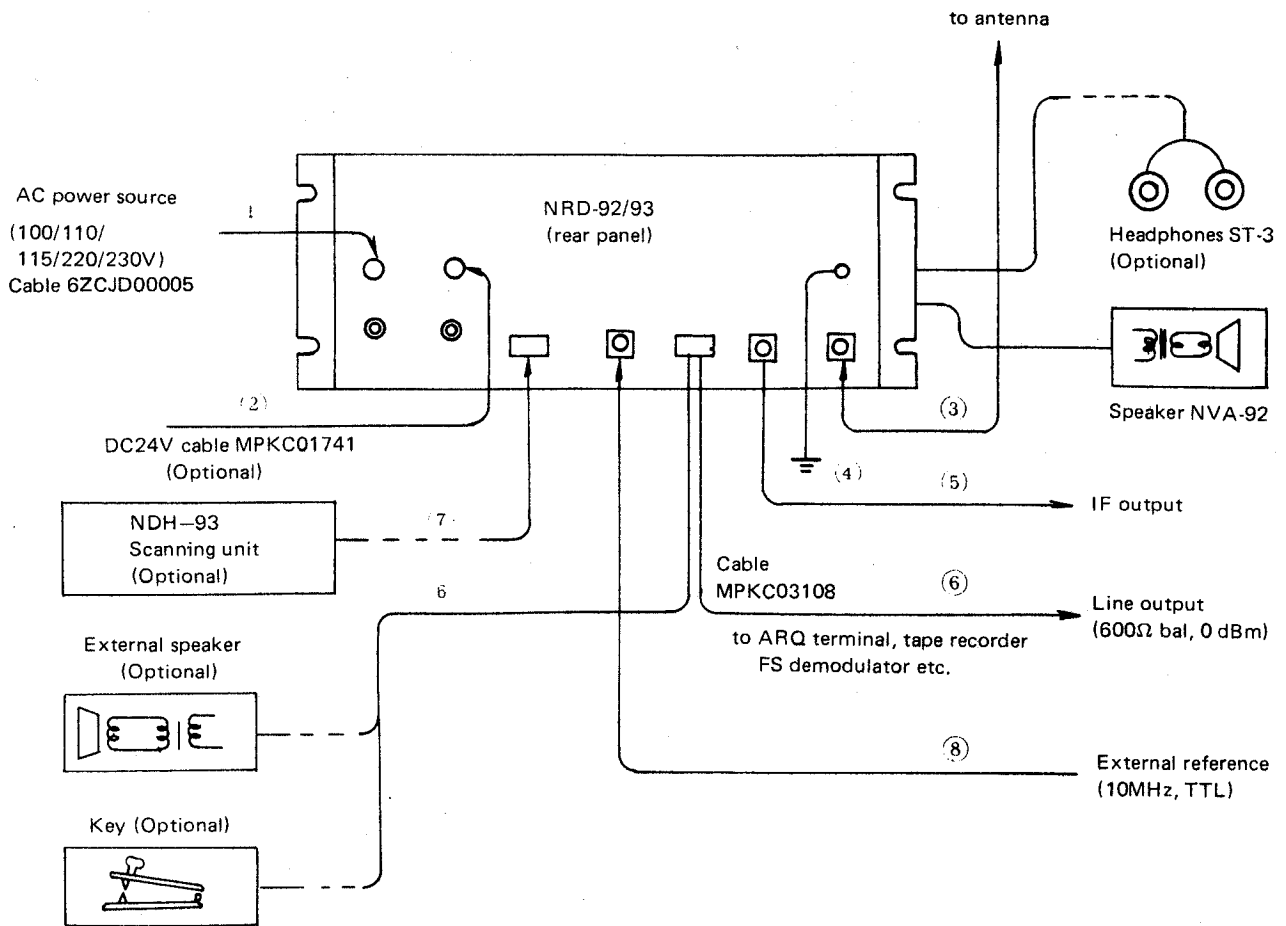 to antenna
AC power source
(100/110/
115/220/230V)
Cable 6ZCJD00005
1
NRD-92/93
(rear panel)
Headphones ST-3
(Optional)
(2)
DC24V cable MPKC01741
(Optional)
(3)
Speaker NVA-92
(4)
(5)
IF output
NDH-93
Scanning unit
(Optional)
7
Cable
MPKC03108
6
6
Line output
(600Ω bal, 0 dBm)
to ARQ terminal, tape recorder
FS demodulator etc.
External speaker
(Optional)
8
External reference
(10MHz, TTL)
Key (Optional)